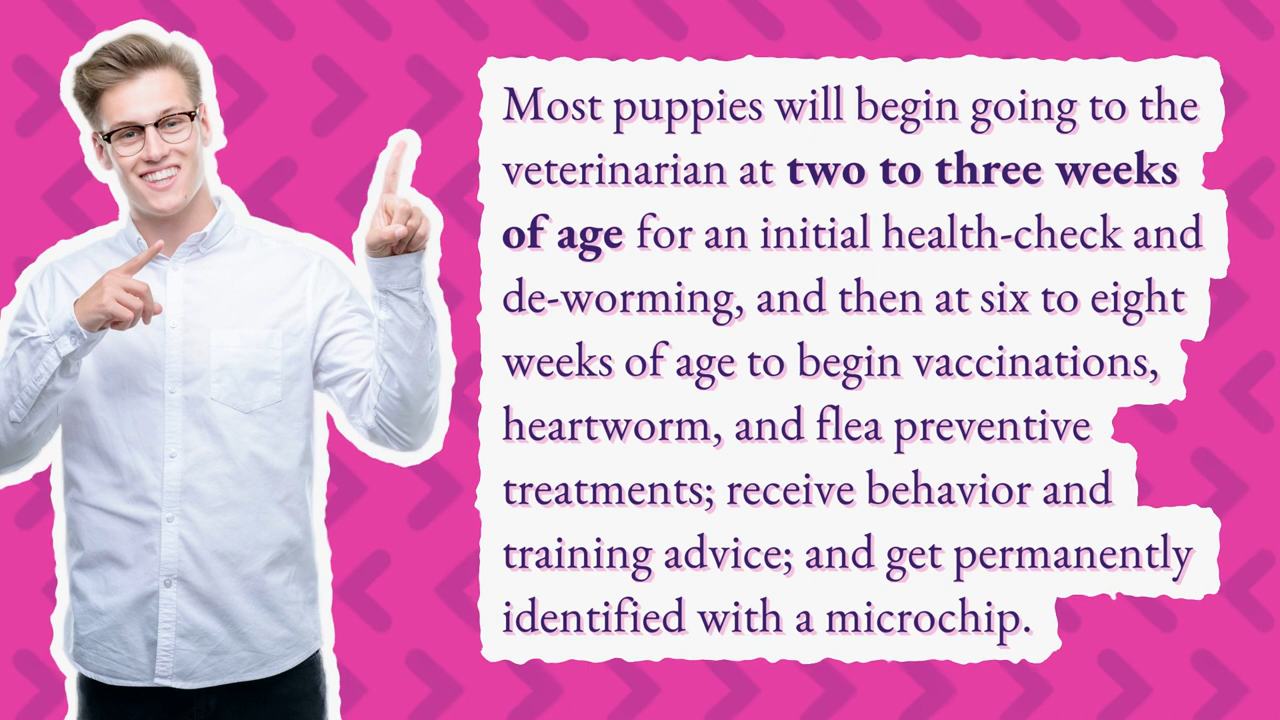 Most puppies will begin going to the
veterinarian at two to three weeks
of age for an initial health-check and
de-worming, and then at six to eight
weeks of age to begin vaccinations,
heartworm, and flea preventive
treatments; receive behavior and
training advice; and get permanently
identified with a microchip.